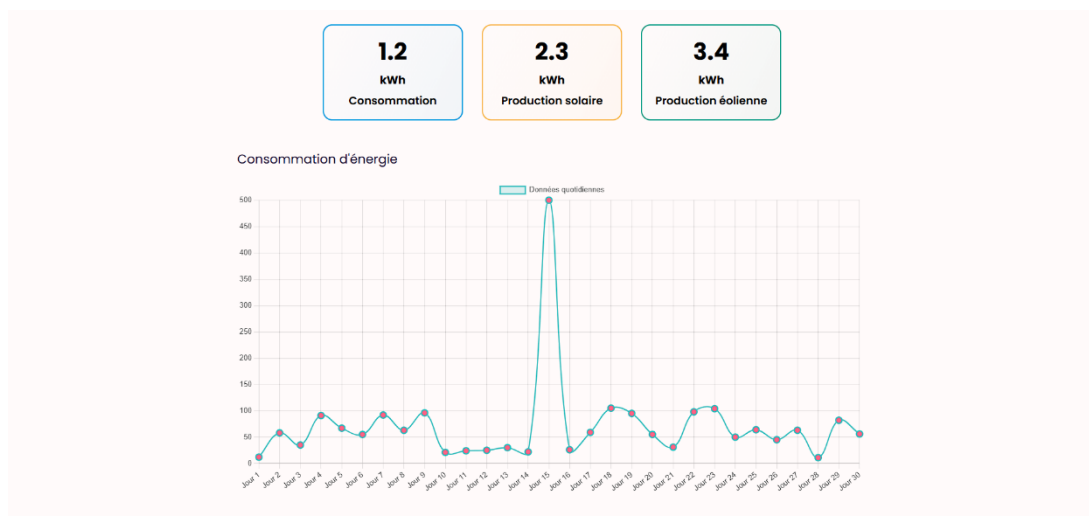 1.2
kWh
Consommation
2.3
kWh
Production solaire
3.4
kWh
Production éolienne
Consommation d'énergie
Données quotidiennes
500
450
400
350
300
250
200
150
100
50
0
Jour 1
Jour 2
Jour 3
Jour 4
Jour 5
Jour 6
Jour 7
Jour 8
Jour 9
Jour 10
Jour 11
Jour 12
Jour 13
Jour 14
Jour 15
Jour 16
Jour 17
Jour 18
Jour 19
Jour 20
Jour 21
Jour 22
Jour 23
Jour 24
Jour 25
Jour 26
Jour 27
Jour 28
Jour 29
Jour 30